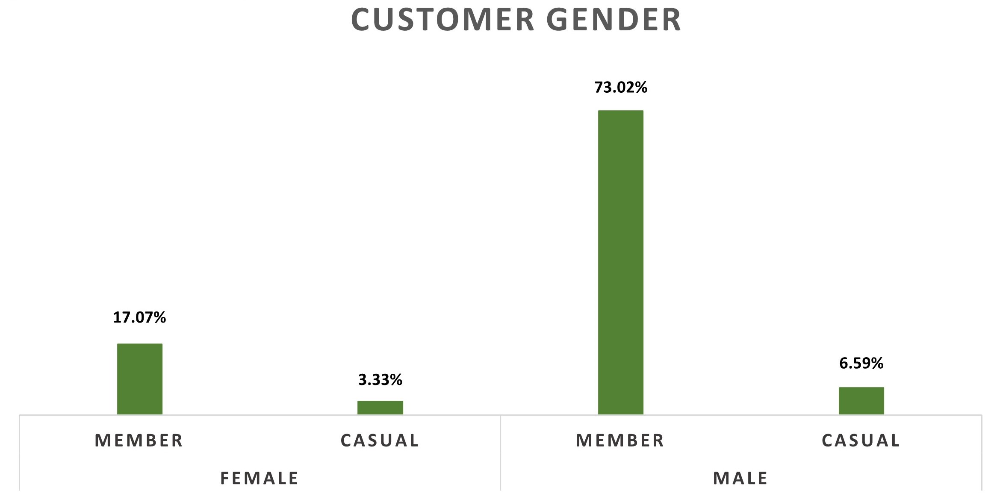 CUSTOMER GENDER
73.02%
17.07%
6.59%
3.33%
MEMBER CASUAL MEMBER CASUAL
FEMALE MALE